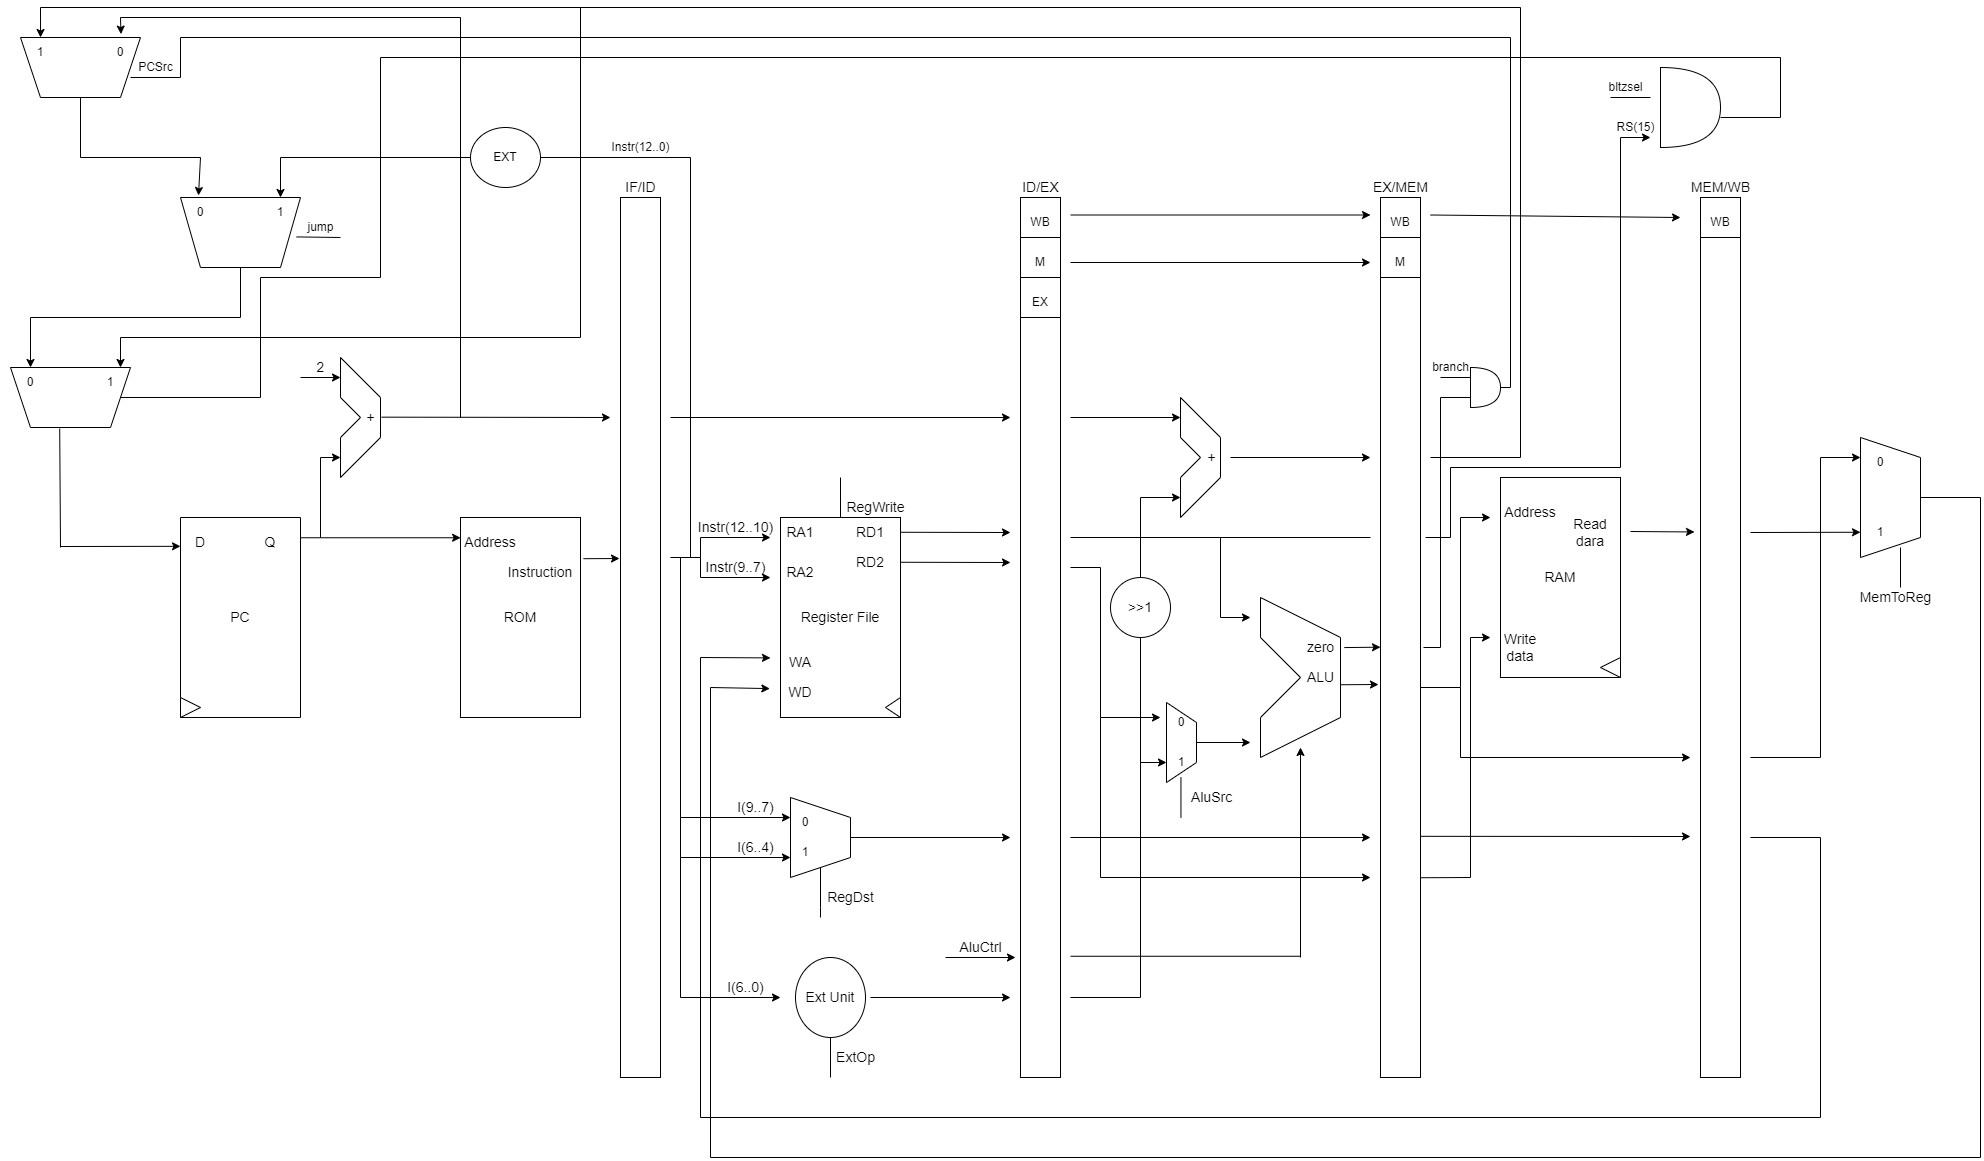 1
0
PCSrc
bltzsel
RS(15)
EXT
Instr(12..0)
IF/ID
ID/EX
EX/MEM
MEM/WB
0
1
jump
WB
WB
WB
M
M
EX
0
1
2
+
branch
+
0
1
MemToReg
RegWrite
D
Q
PC
Address
Instruction
ROM
Instr(12..10)
Instr(9..7)
RA1
RD1
RA2
RD2
Register File
WA
WD
>>1
zero
ALU
Address
Read
dara
RAM
Write
data
0
1
AluSrc
I(9..7)
0
I(6..4)
1
RegDst
AluCtrl
I(6..0)
Ext Unit
ExtOp